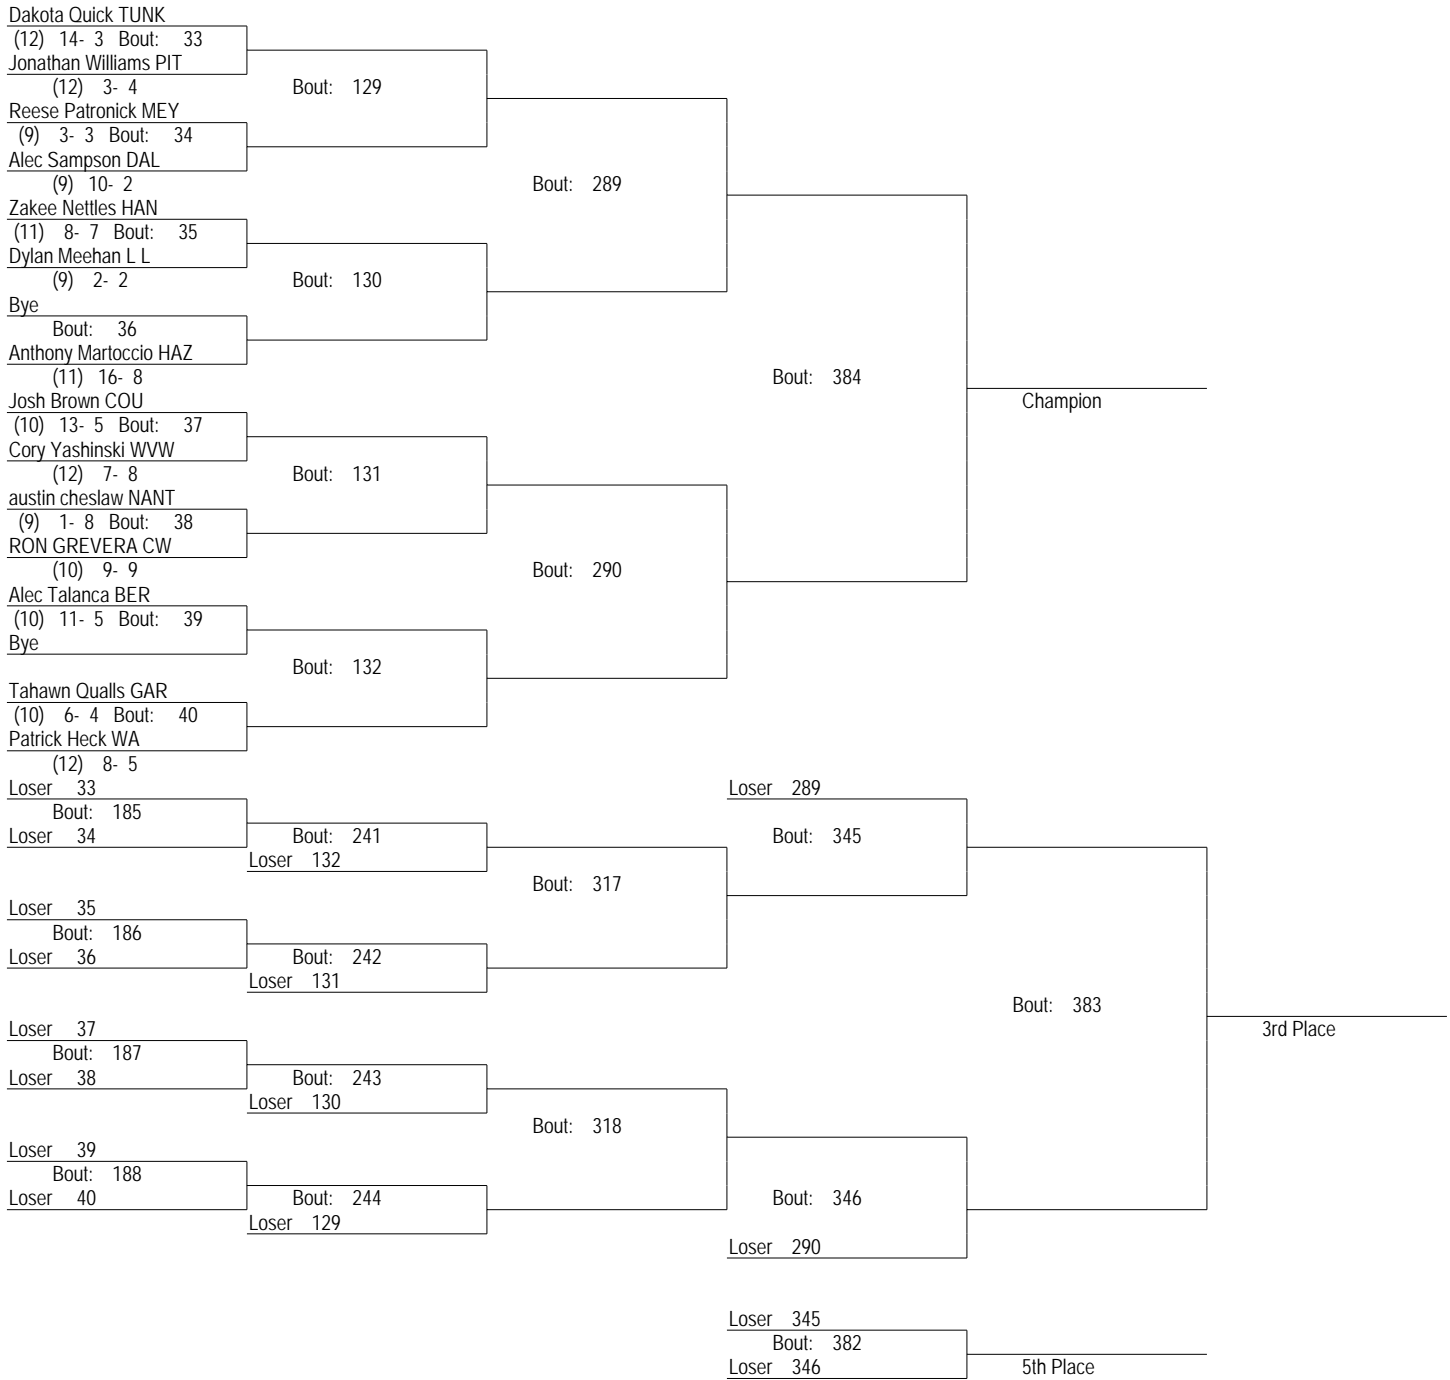 Dakota Quick TUNK
(12) 14- 3 Bout: 33
Jonathan Williams PIT
(12) 3- 4
Bout: 129
Reese Patronick MEY
(9) 3- 3 Bout: 34
Alec Sampson DAL
(9) 10- 2
Bout: 289
Zakee Nettles HAN
(11) 8- 7 Bout: 35
Dylan Meehan L L
(9) 2- 2
Bout: 130
Bye
Bout: 36
Anthony Martoccio HAZ
(11) 16- 8
Bout: 384
Josh Brown COU
Champion
(10) 13- 5 Bout: 37
Cory Yashinski WVW
(12) 7- 8
Bout: 131
austin cheslaw NANT
(9) 1- 8 Bout: 38
RON GREVERA CW
(10) 9- 9
Bout: 290
Alec Talanca BER
(10) 11- 5 Bout: 39
Bye
Bout: 132
Tahawn Qualls GAR
(10) 6- 4 Bout: 40
Patrick Heck WA
(12) 8- 5
Loser 33
Loser 289
Bout: 185
Loser 34
Bout: 241
Bout: 345
Loser 132
Bout: 317
Loser 35
Bout: 186
Loser 36
Bout: 242
Loser 131
Bout: 383
Loser 37
3rd Place
Bout: 187
Loser 38
Bout: 243
Loser 130
Bout: 318
Loser 39
Bout: 188
Loser 40
Bout: 244
Bout: 346
Loser 129
Loser 290
Loser 345
Bout: 382
Loser 346
5th Place